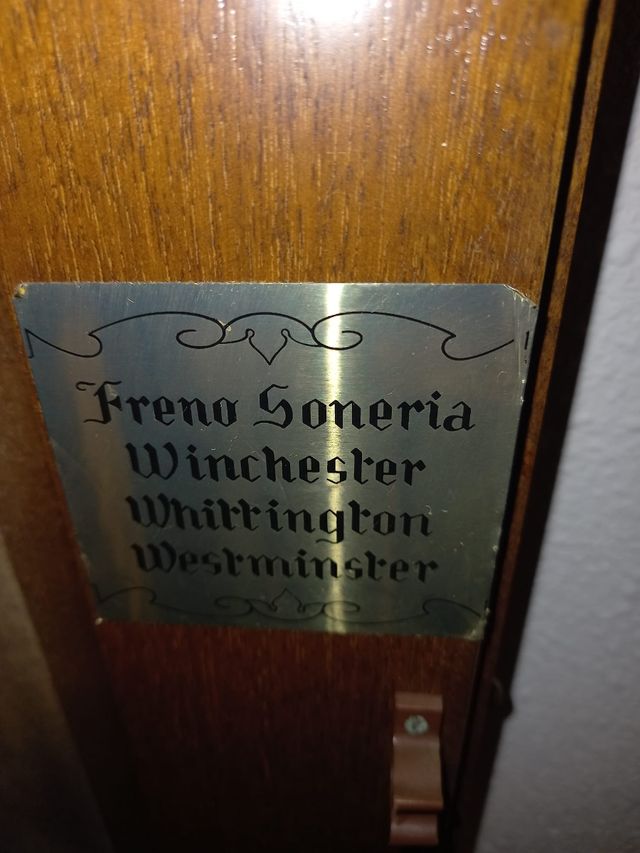 Freno Soneria
Winchester
Whittington
Westminster